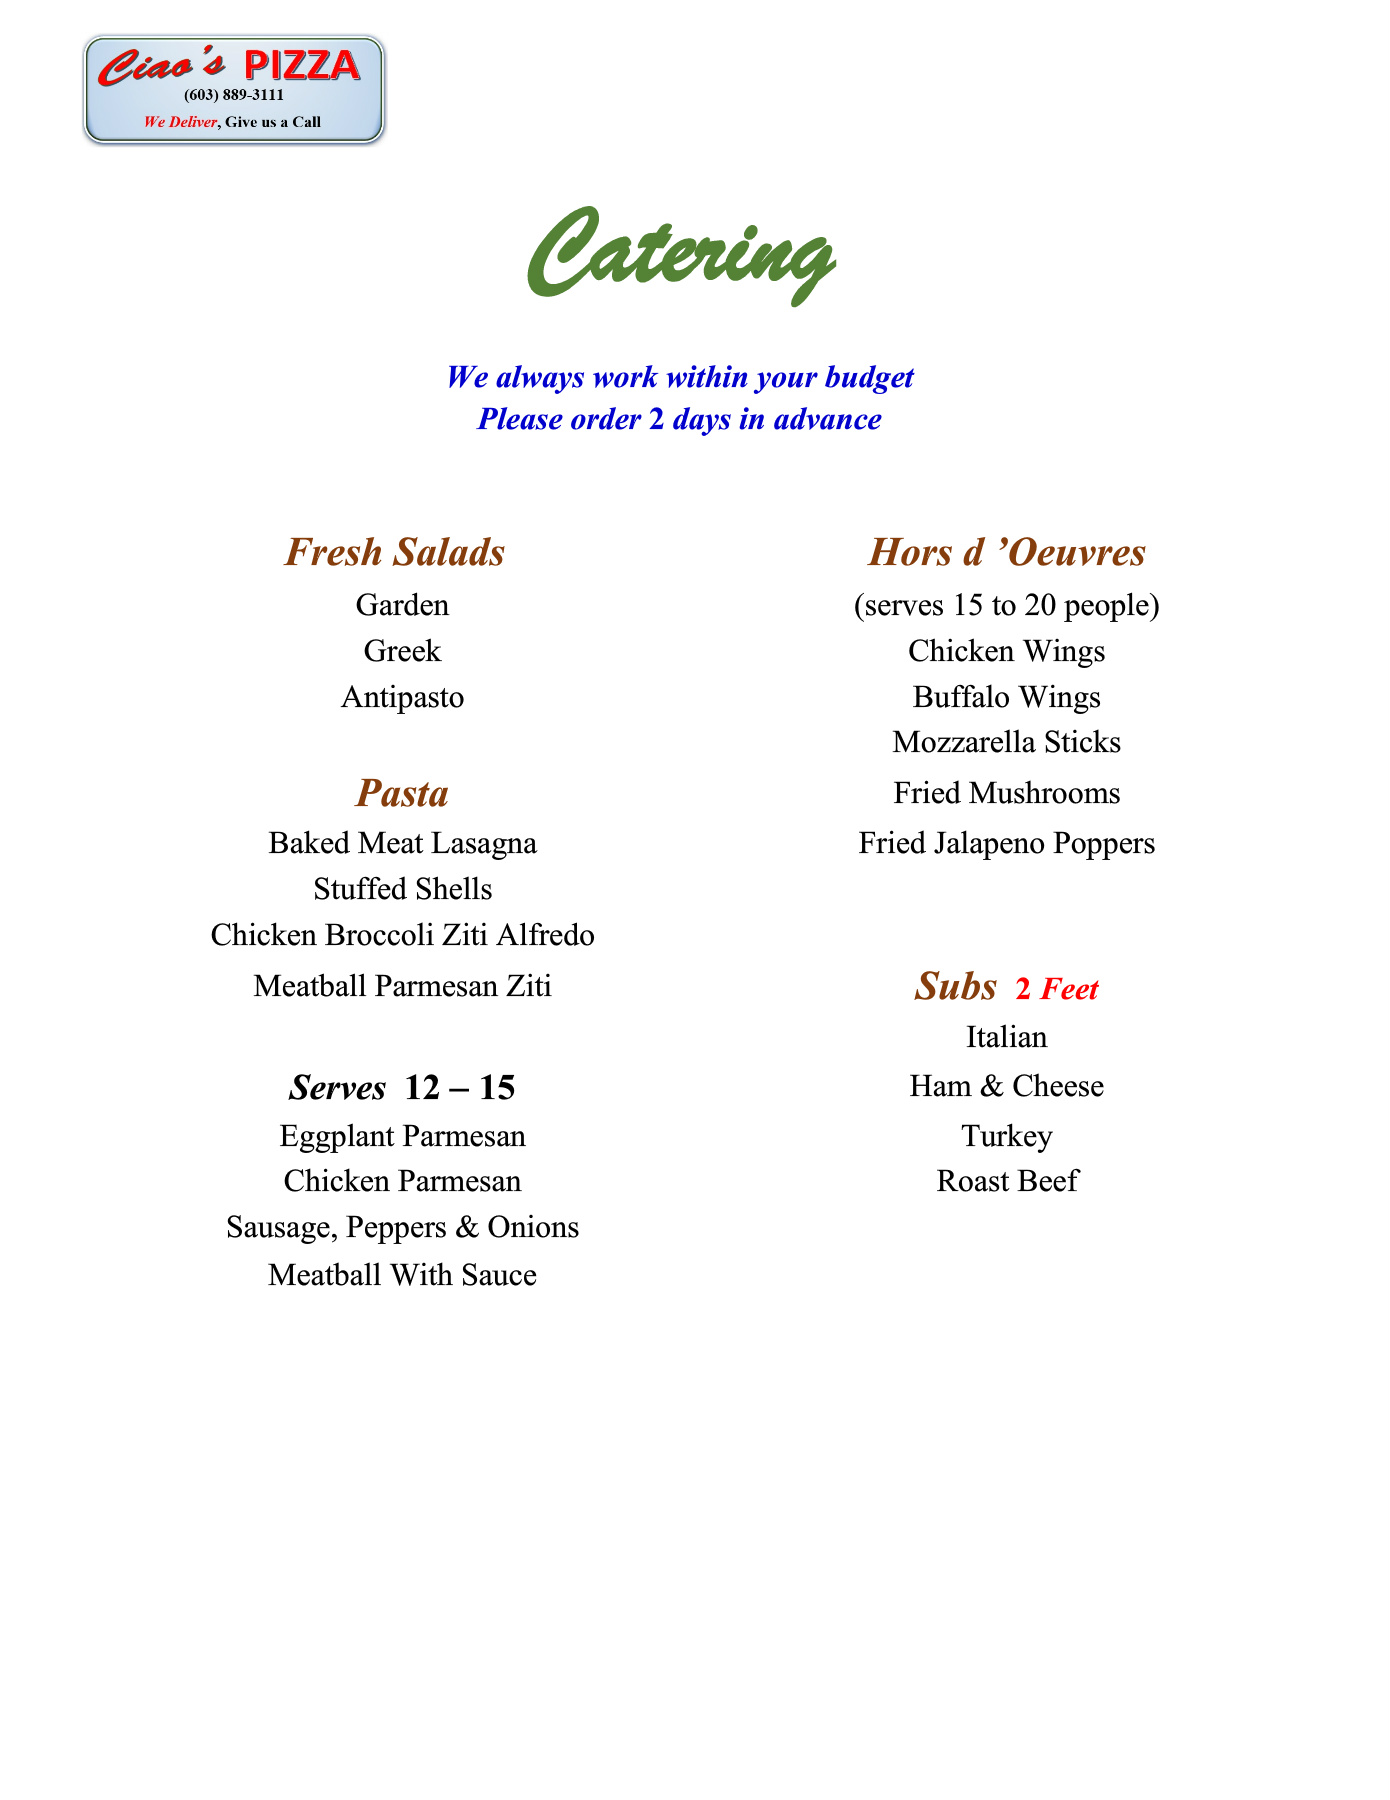 Ciao's PIZZA
(603) 889-3111
We Deliver, Give us a Call
Catering
We always work within your budget
Please order 2 days in advance
Fresh Salads
Garden
Greek
Antipasto
Pasta
Baked Meat Lasagna
Stuffed Shells
Chicken Broccoli Ziti Alfredo
Meatball Parmesan Ziti
Serves 12 – 15
Eggplant Parmesan
Chicken Parmesan
Sausage, Peppers & Onions
Meatball With Sauce
Hors d ’Oeuvres
(serves 15 to 20 people)
Chicken Wings
Buffalo Wings
Mozzarella Sticks
Fried Mushrooms
Fried Jalapeno Poppers
Subs 2 Feet
Italian
Ham & Cheese
Turkey
Roast Beef